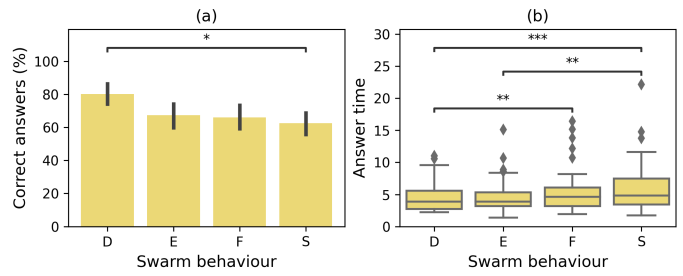 (a)
*
Correct answers (%)
100
80
60
40
20
0
D E F S
Swarm behaviour
(b)
***
**
**
Answer time
30
25
20
15
10
5
0
D E F S
Swarm behaviour